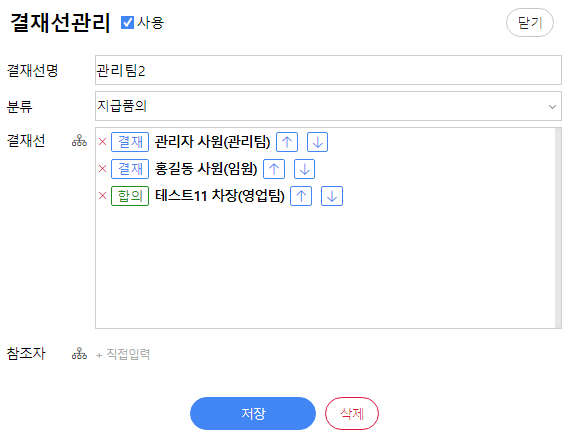 결재선관리 사용 닫기
결재선명 관리팀2
분류 지급품의
결재선 × 결재 관리자 사원(관리팀) ↑ ↓
× 결재 홍길동 사원(임원) ↑ ↓
× 합의 테스트11 차장(영업팀) ↑ ↓
참조자 + 직접입력
저장 삭제